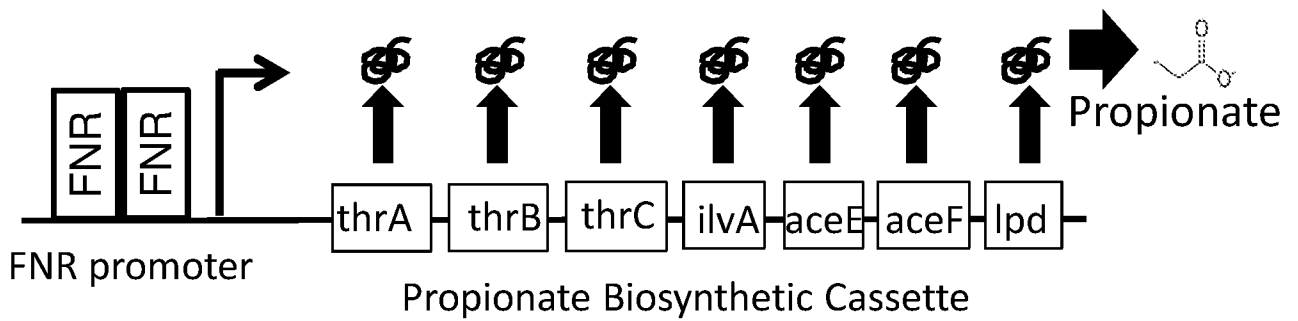 FNR FNR
thrA thrB thrC ilvA aceE aceF lpd
O
O-
Propionate
FNR promoter
Propionate Biosynthetic Cassette